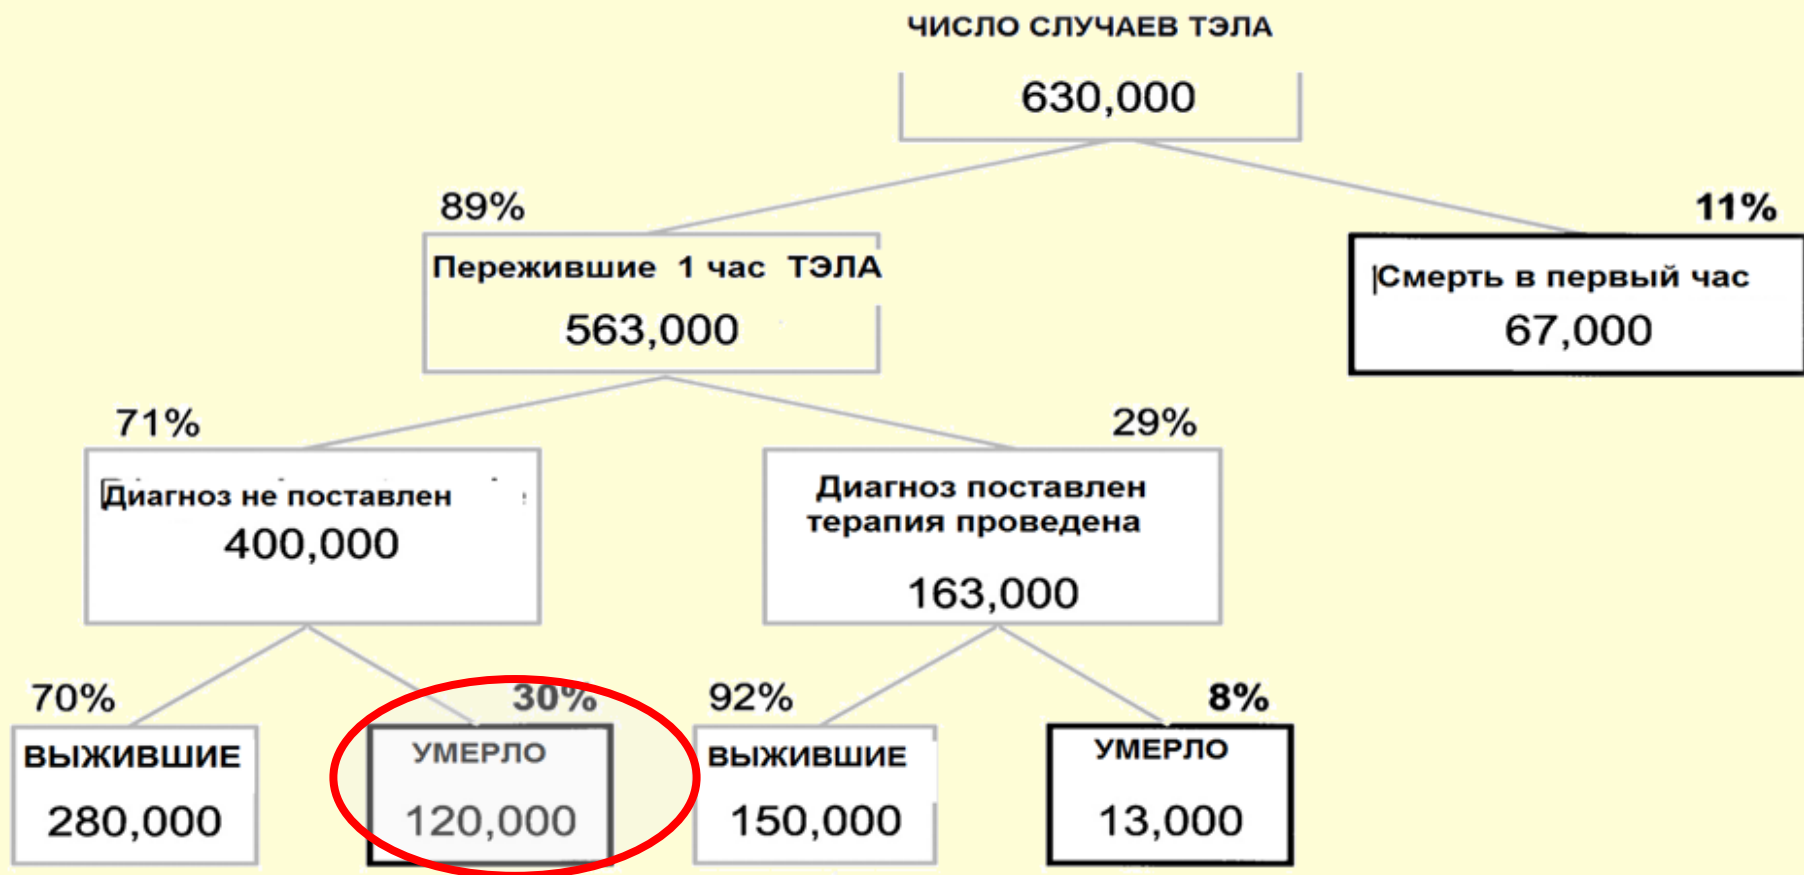 ЧИСЛО СЛУЧАЕВ ТЭЛА
630,000
89%
11%
Пережившие 1 час ТЭЛА
563,000
Смерть в первый час
67,000
71%
29%
Диагноз не поставлен
400,000
Диагноз поставлен
терапия проведена
163,000
70%
30%
92%
8%
ВЫЖИВШИЕ
280,000
УМЕРЛО
120,000
ВЫЖИВШИЕ
150,000
УМЕРЛО
13,000